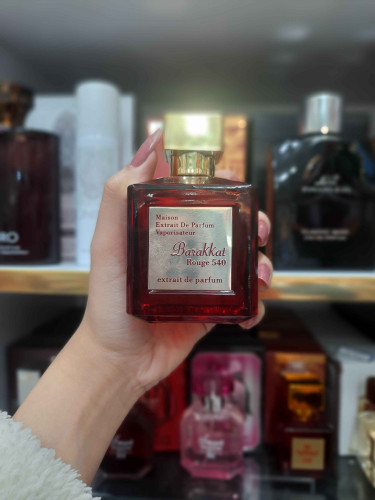 Maison
Extrait De Parfum
Vaporisateur
Barakkat
Rouge 540
extrait de parfum